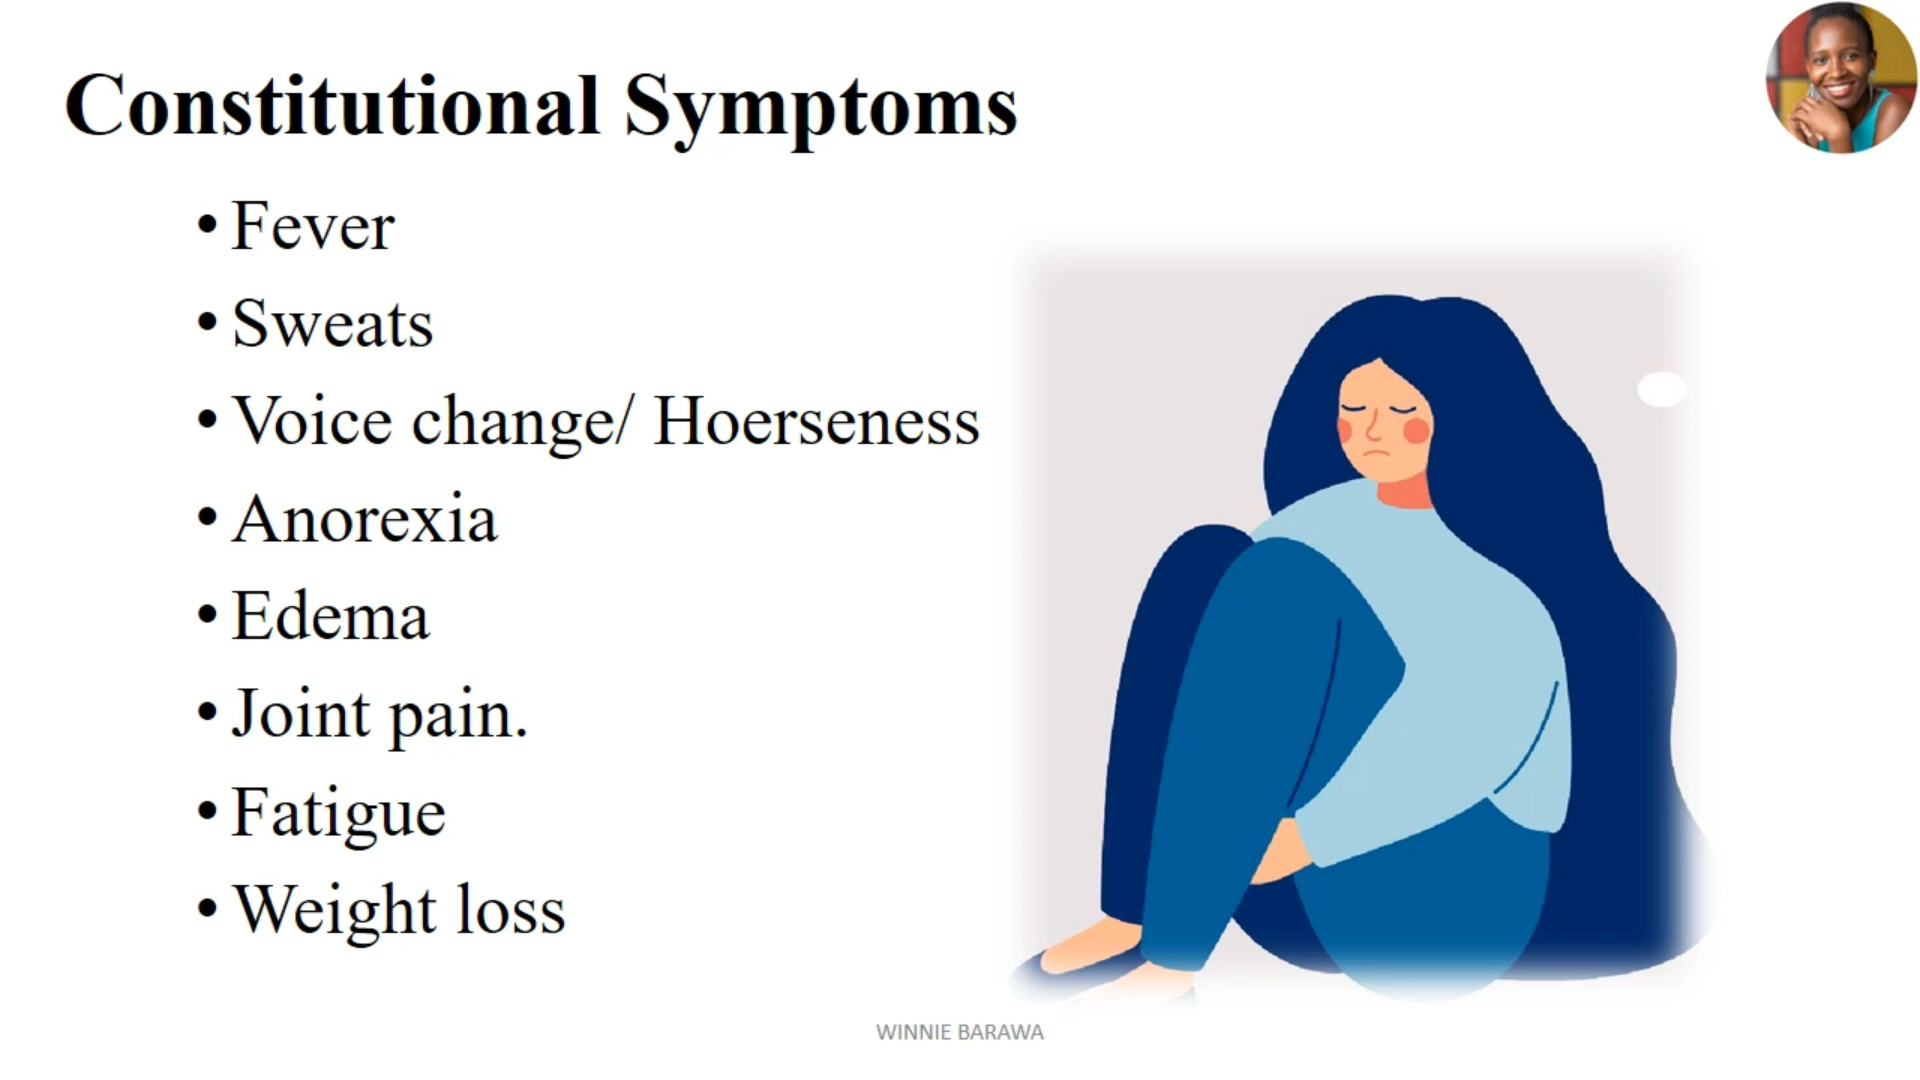 Constitutional Symptoms
• Fever
• Sweats
• Voice change/ Hoerseness
• Anorexia
• Edema
• Joint pain.
• Fatigue
• Weight loss
WINNIE BARAWA